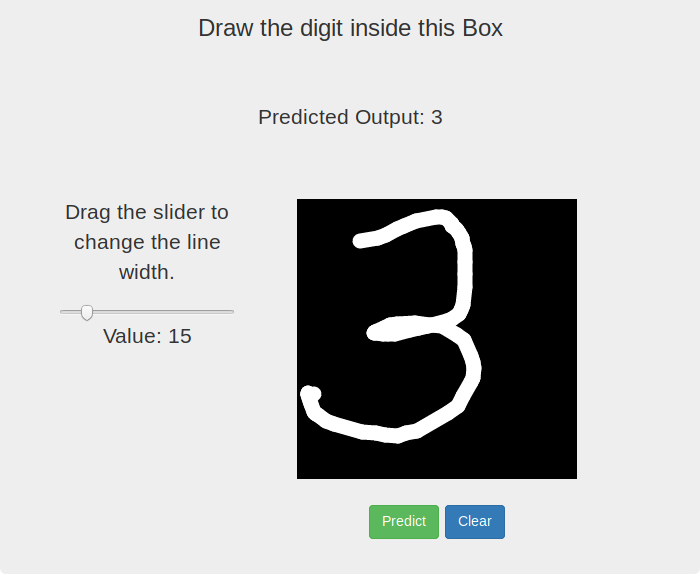 Draw the digit inside this Box
Predicted Output: 3
Drag the slider to
change the line
width.
Value: 15
3
Predict Clear